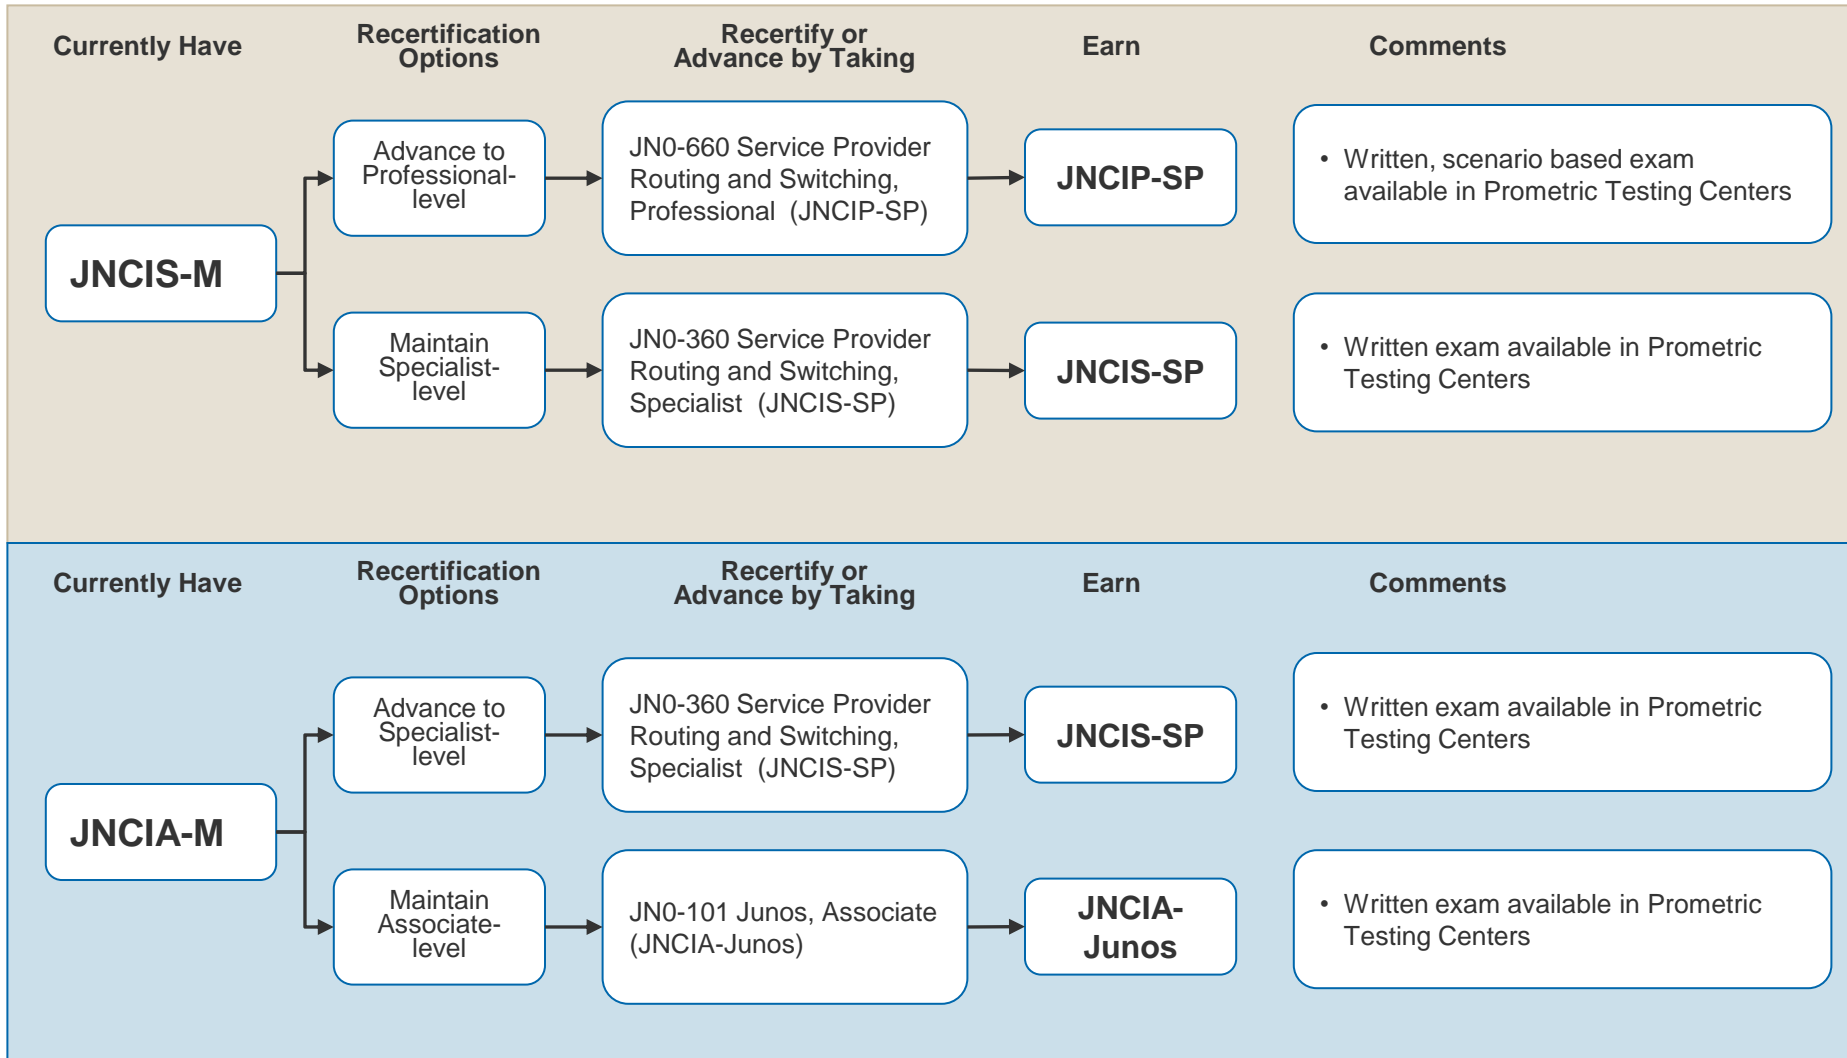 Currently Have
Recertification
Options
Recertify or
Advance by Taking
Earn
Comments
JNCIS-M
Advance to
Professional-
level
JN0-660 Service Provider
Routing and Switching,
Professional  (JNCIP-SP)
JNCIP-SP
• Written, scenario based exam
available in Prometric Testing Centers
Maintain
Specialist-
level
JN0-360 Service Provider
Routing and Switching,
Specialist  (JNCIS-SP)
JNCIS-SP
• Written exam available in Prometric
Testing Centers
Currently Have
Recertification
Options
Recertify or
Advance by Taking
Earn
Comments
JNCIA-M
Advance to
Specialist-
level
JN0-360 Service Provider
Routing and Switching,
Specialist  (JNCIS-SP)
JNCIS-SP
• Written exam available in Prometric
Testing Centers
Maintain
Associate-
level
JN0-101 Junos, Associate
(JNCIA-Junos)
JNCIA-
Junos
• Written exam available in Prometric
Testing Centers